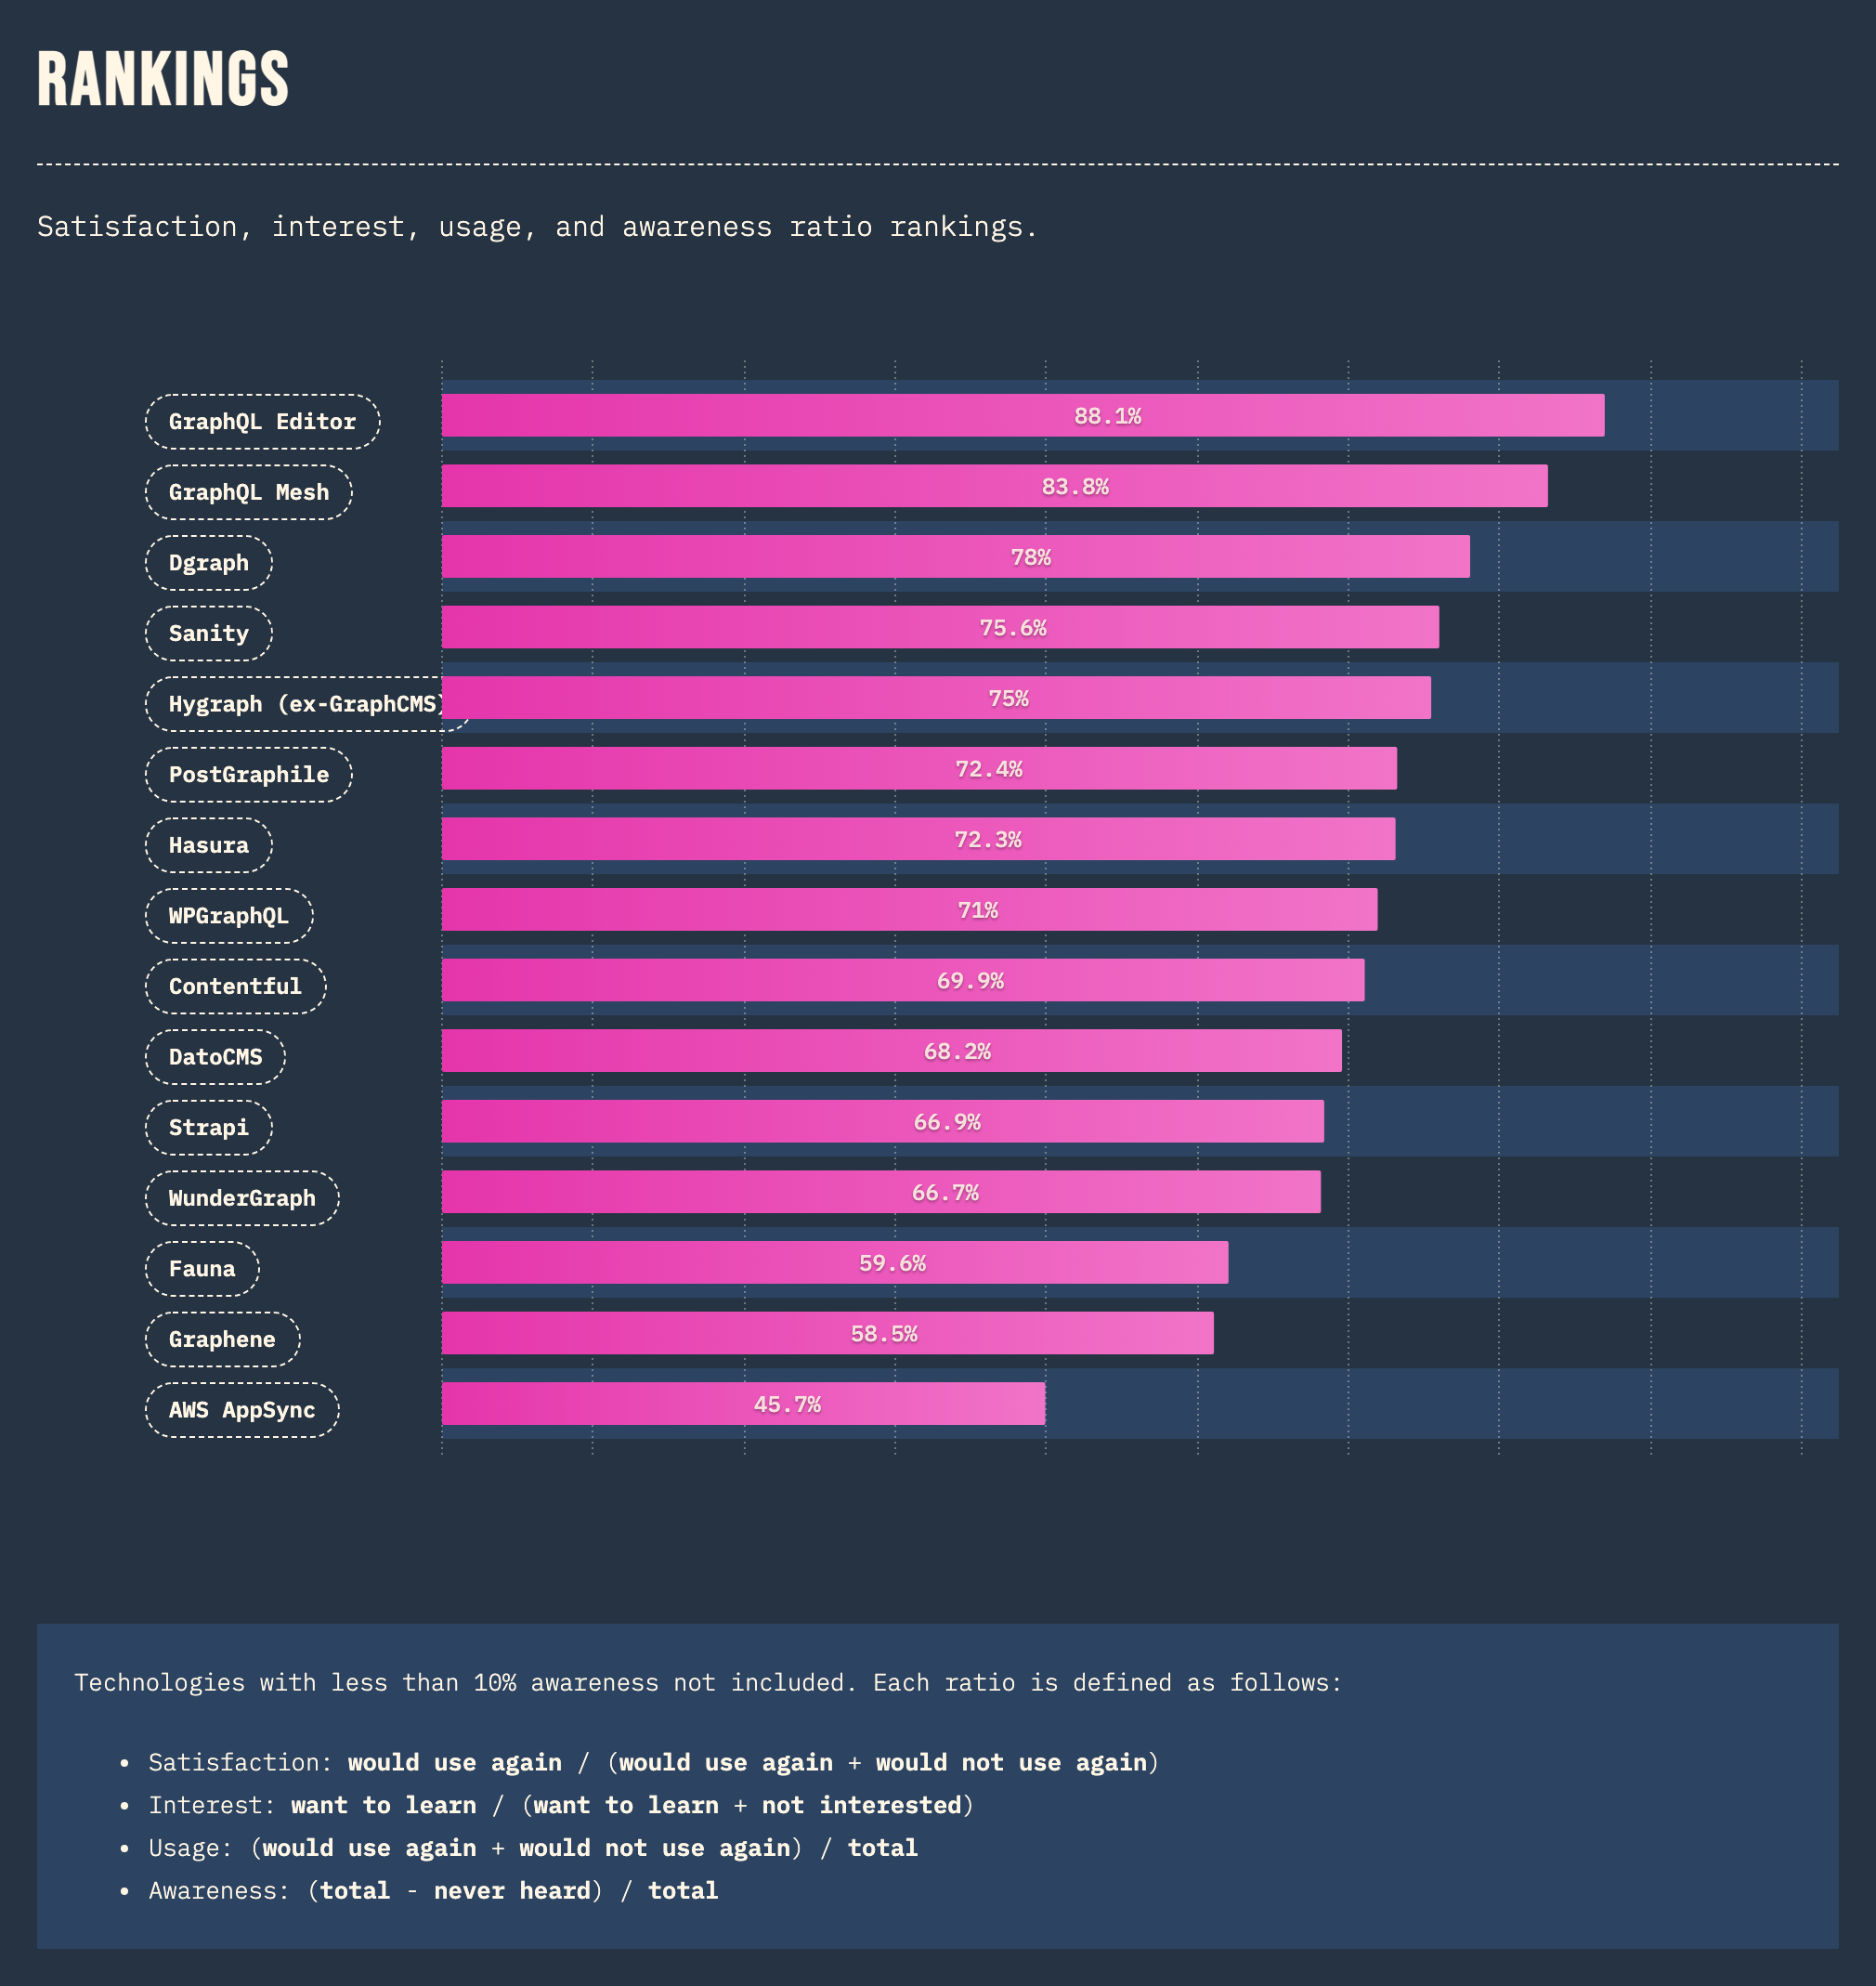 RANKINGS
Satisfaction, interest, usage, and awareness ratio rankings.
GraphQL Editor 88.1%
GraphQL Mesh 83.8%
Dgraph 78%
Sanity 75.6%
Hygraph (ex-GraphCMS) 75%
PostGraphile 72.4%
Hasura 72.3%
WPGraphQL 71%
Contentful 69.9%
DatoCMS 68.2%
Strapi 66.9%
WunderGraph 66.7%
Fauna 59.6%
Graphene 58.5%
AWS AppSync 45.7%
Technologies with less than 10% awareness not included. Each ratio is defined as follows:
• Satisfaction: would use again / (would use again + would not use again)
• Interest: want to learn / (want to learn + not interested)
• Usage: (would use again + would not use again) / total
• Awareness: (total - never heard) / total